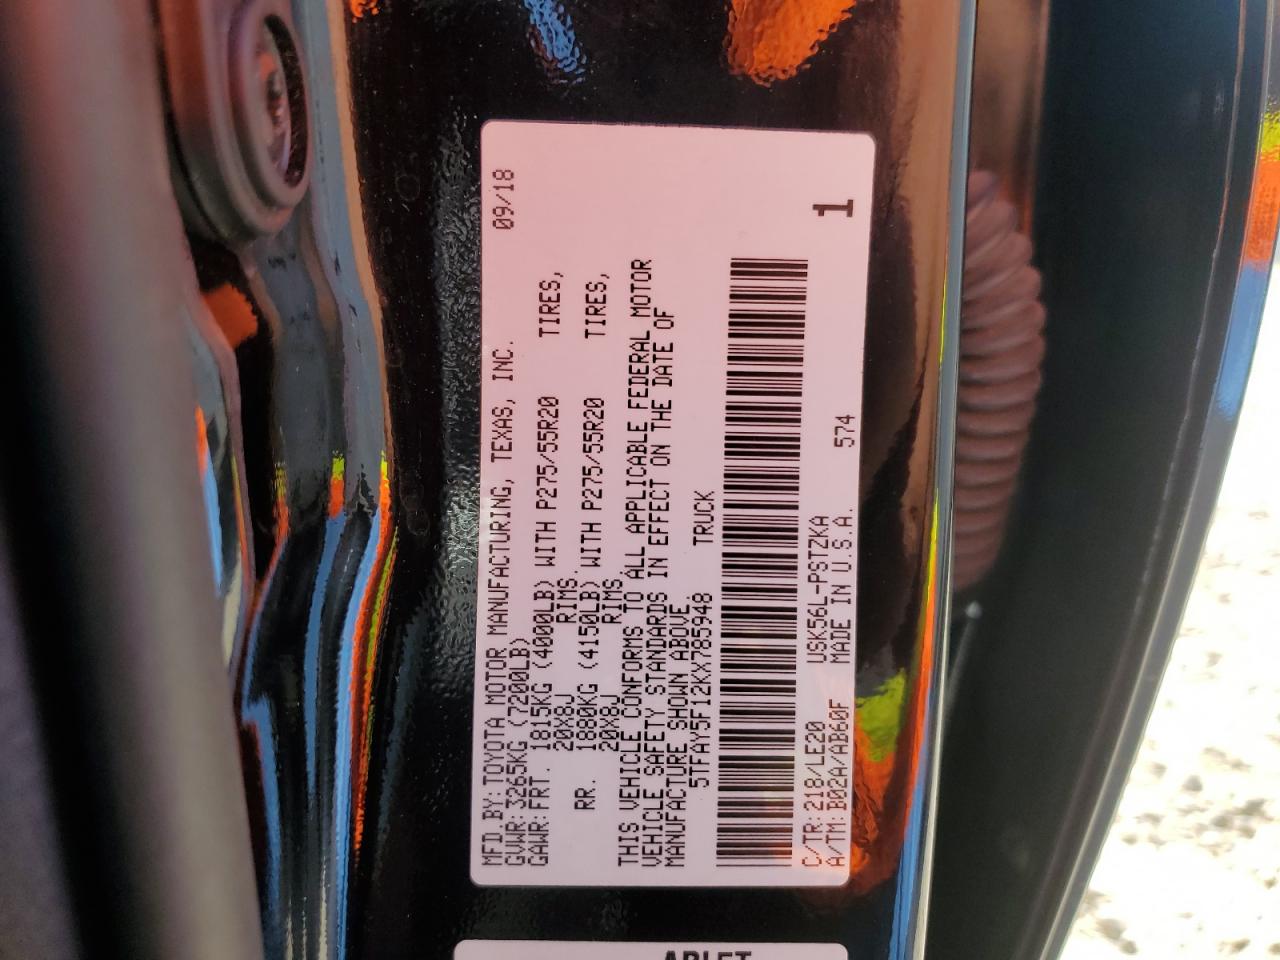 MFD BY: TOYOTA MOTOR MANUFACTURING, TEXAS, INC. 09/18
GVWR: 3265KG (7200LB)
GAWR: FRT. 1815KG (4000LB) WITH P275/55R20 TIRES,
20X8J RIMS,
RR. 1880KG (4150LB) WITH P275/55R20 TIRES,
20X8J RIMS
THIS VEHICLE CONFORMS TO ALL APPLICABLE FEDERAL MOTOR
VEHICLE SAFETY STANDARDS IN EFFECT ON THE DATE OF
MANUFACTURE SHOWN ABOVE.
5TFAY5F12KX785948 TRUCK
C/TR: 218/LE20 USK56L-PSTZKA 574 1
A/TM: B02A/AB60F MADE IN U.S.A.